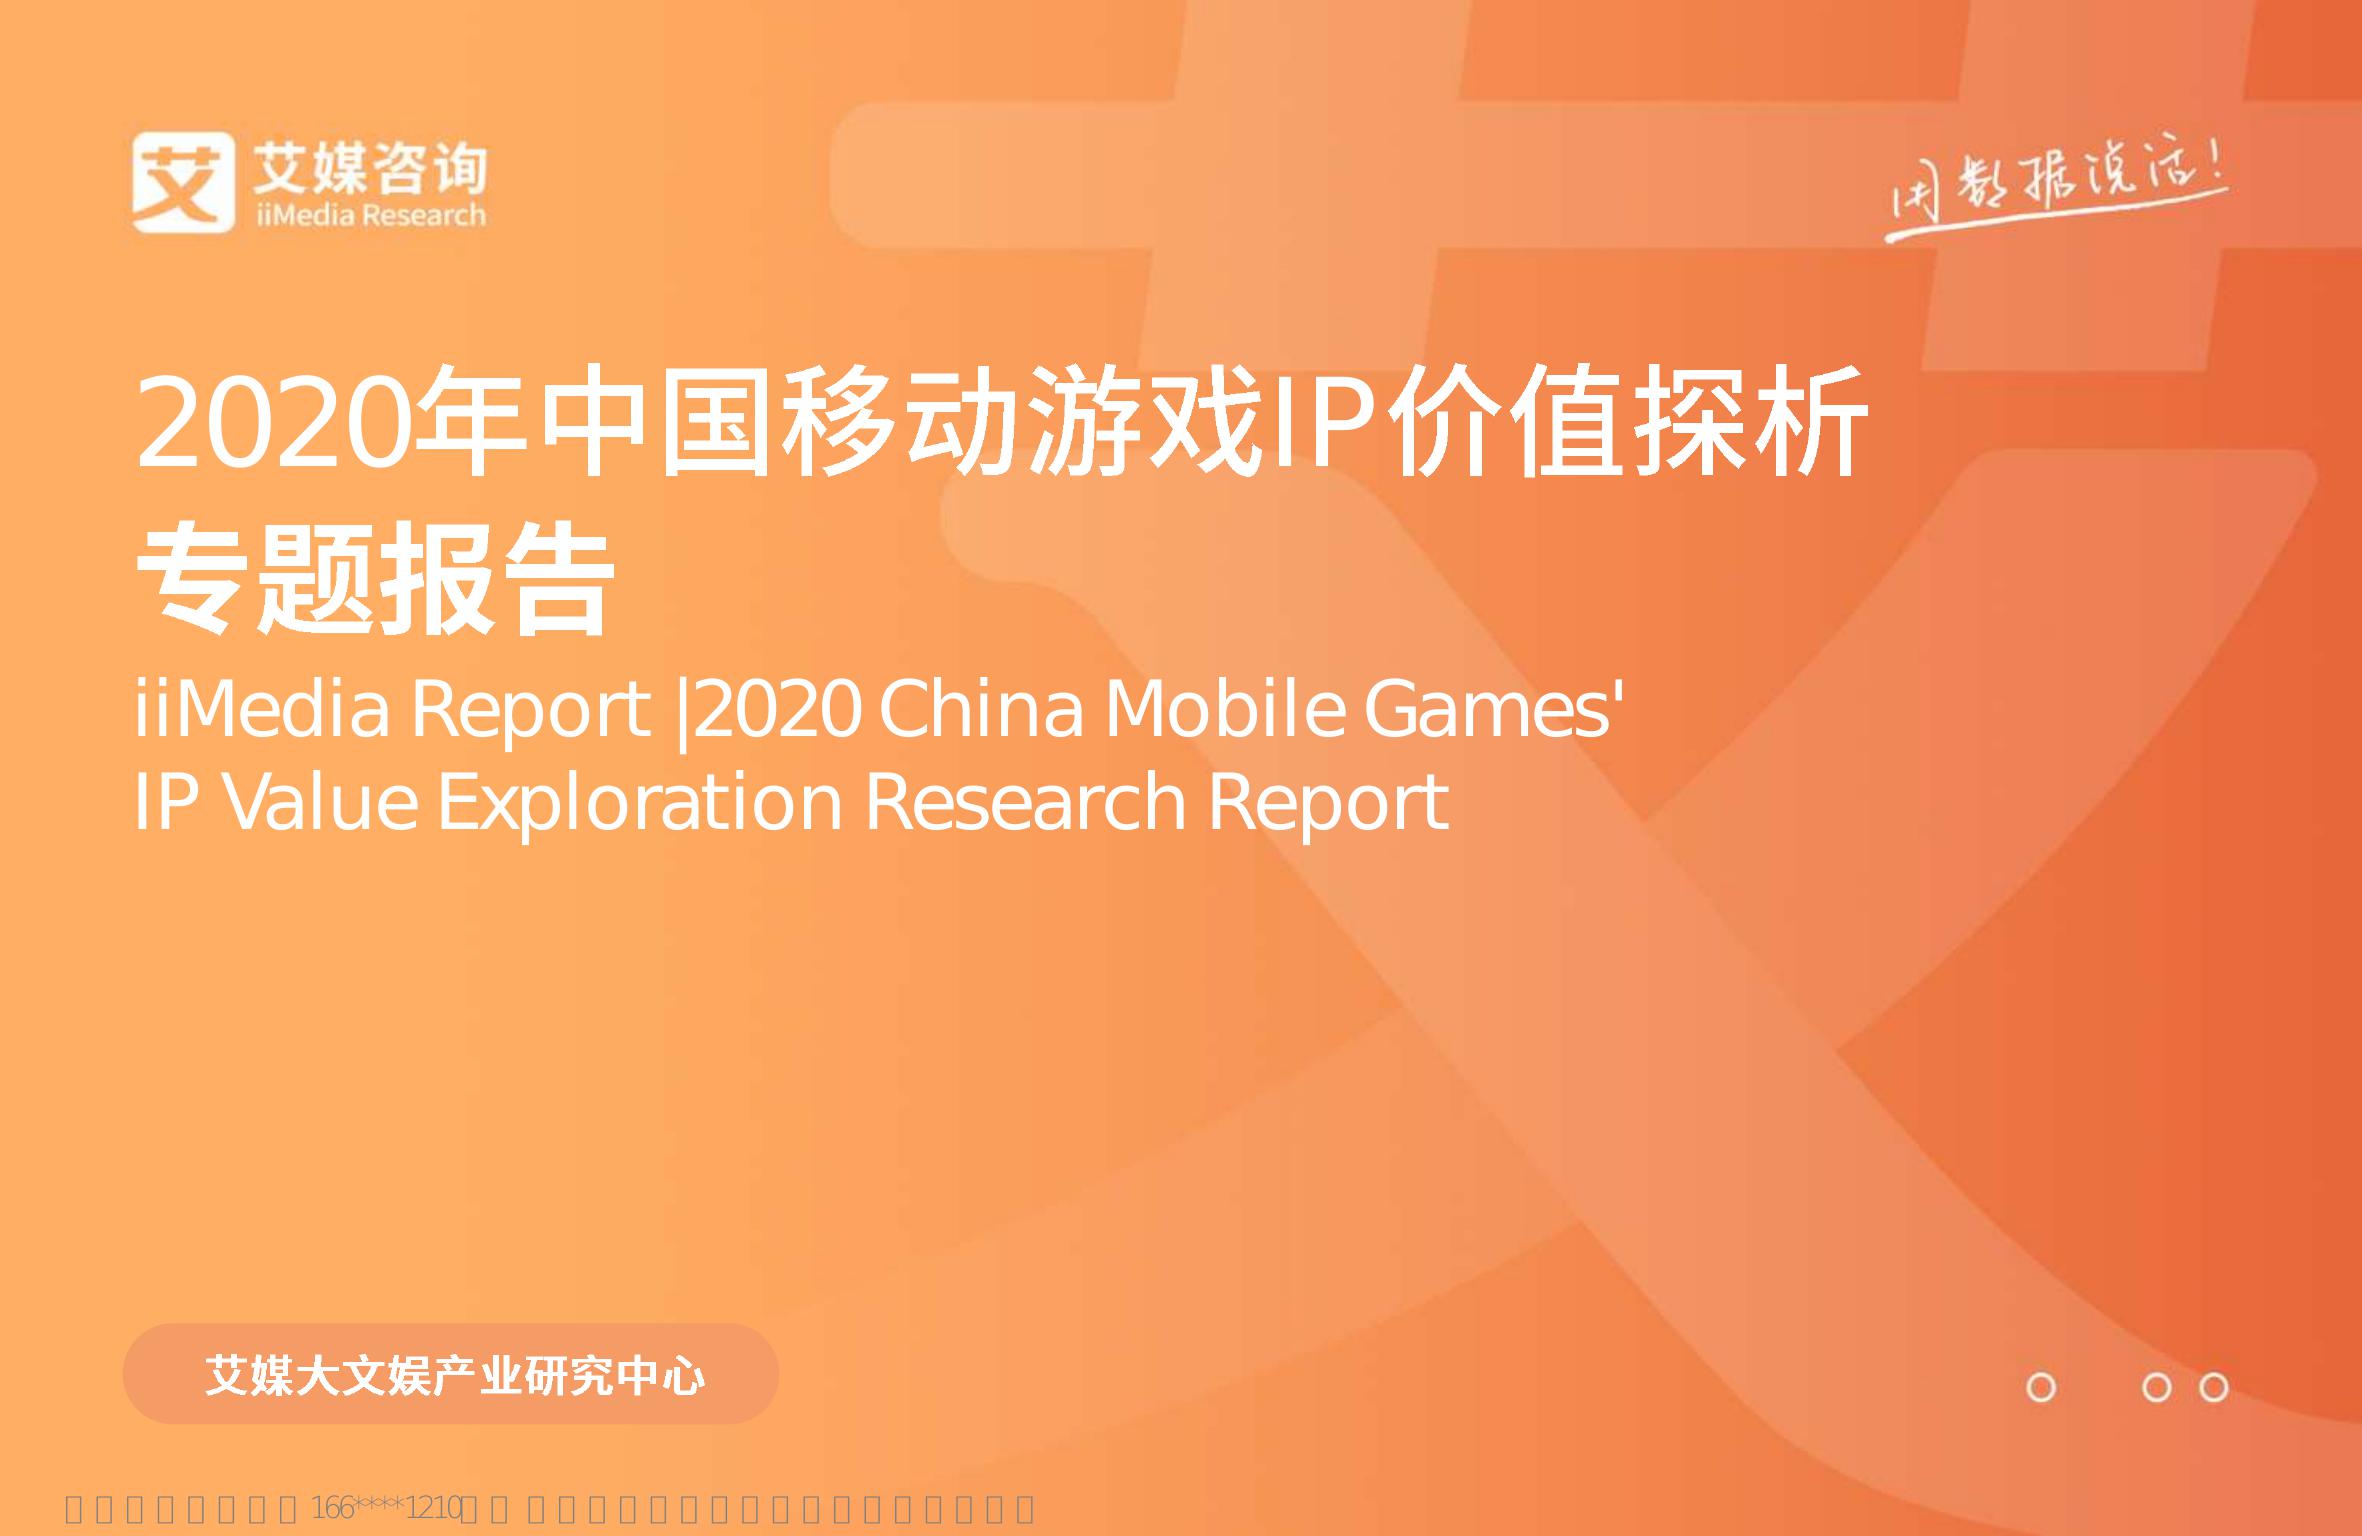 艾 艾媒咨询
iiMedia Research
用数据说话!
2020年中国移动游戏IP价值探析
专题报告
iiMedia Report |2020 China Mobile Games'
IP Value Exploration Research Report
艾媒大文娱产业研究中心
166****1210